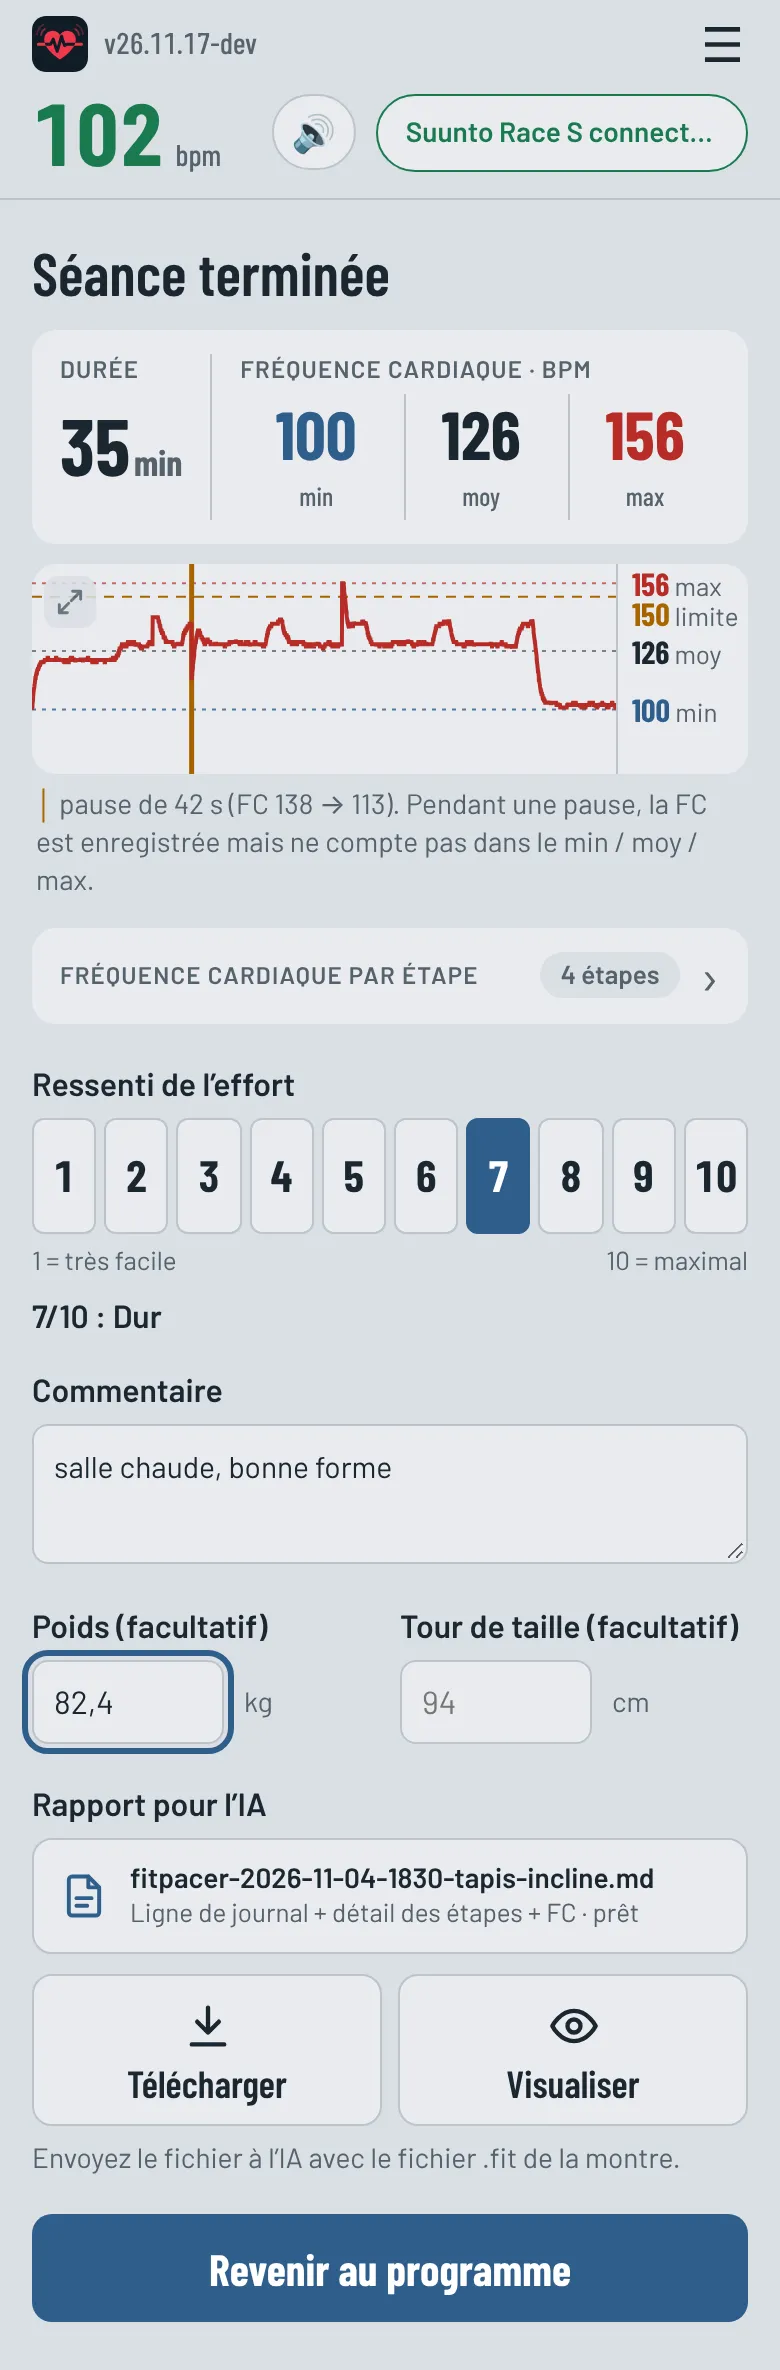 v26.11.17-dev
102 bpm
Suunto Race S connect...
Séance terminée
DURÉE
35 min
FRÉQUENCE CARDIAQUE · BPM
100
min
126
moy
156
max
156 max
150 limite
126 moy
100 min
pause de 42 s (FC 138 → 113). Pendant une pause, la FC
est enregistrée mais ne compte pas dans le min / moy /
max.
FRÉQUENCE CARDIAQUE PAR ÉTAPE
4 étapes
Ressenti de l’effort
1 2 3 4 5 6 7 8 9 10
1 = très facile
10 = maximal
7/10 : Dur
Commentaire
salle chaude, bonne forme
Poids (facultatif)
82,4 kg
Tour de taille (facultatif)
94 cm
Rapport pour l’IA
fitpacer-2026-11-04-1830-tapis-incline.md
Ligne de journal + détail des étapes + FC · prêt
Télécharger
Visualiser
Envoyez le fichier à l’IA avec le fichier .fit de la montre.
Revenir au programme